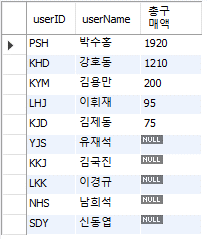 userID userName 총구매액
PSH 박수홍 1920
KHD 강호동 1210
KYM 김용만 200
LHJ 이휘재 95
KJD 김제동 75
YJS 유재석 NULL
KKJ 김국진 NULL
LKK 이경규 NULL
NHS 남희석 NULL
SDY 신동엽 NULL